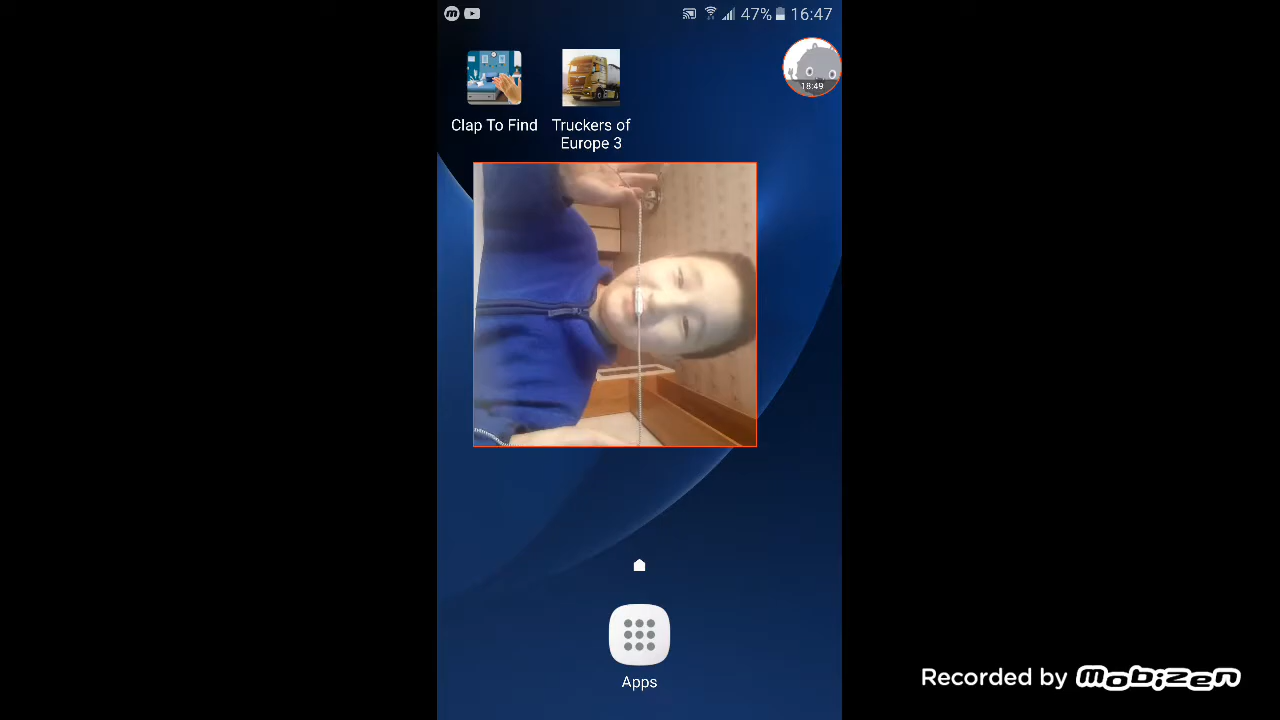 47% 16:47
18:49
Clap To Find
Truckers of
Europe 3
Apps
Recorded by mobizen